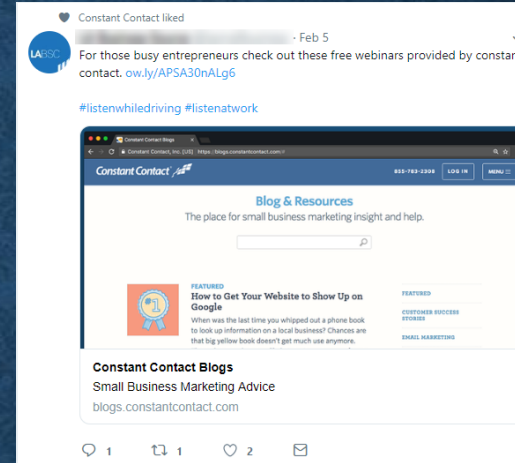 Constant Contact liked
· Feb 5
LABSC
For those busy entrepreneurs check out these free webinars provided by constan
contact. ow.ly/APSA30nALg6
#listenwhiledriving #listenatwork
Constant Contact Blogs
Constant Contact, Inc. [US] https://blogs.constantcontact.com
Constant Contact
855-783-2308 LOG IN MENU
Blog & Resources
The place for small business marketing insight and help.
FEATURED
How to Get Your Website to Show Up on
Google
When was the last time you whipped out a phone book
to look up information on a local business? Chances are
that big yellow book doesn't get much use anymore.
#1
FEATURED
CUSTOMER SUCCESS
STORIES
EMAIL MARKETING
Constant Contact Blogs
Small Business Marketing Advice
blogs.constantcontact.com
1 1 2